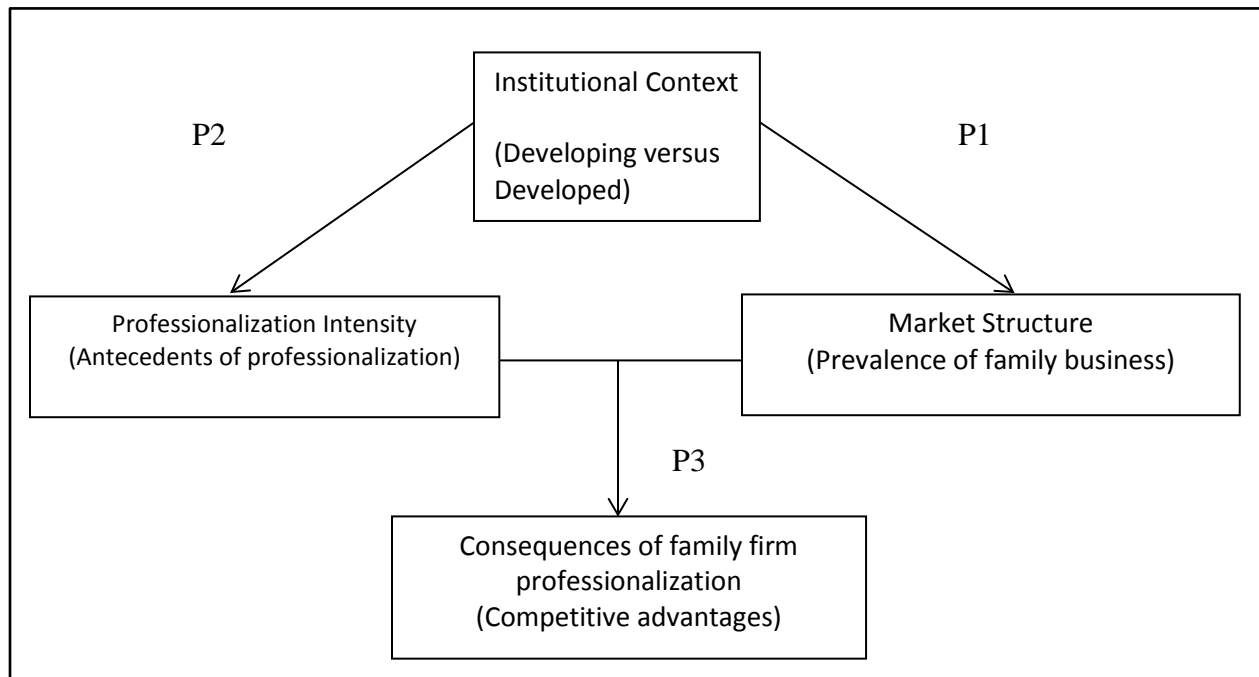 Institutional Context
(Developing versus
Developed)
P2
P1
Professionalization Intensity
(Antecedents of professionalization)
Market Structure
(Prevalence of family business)
P3
Consequences of family firm
professionalization
(Competitive advantages)